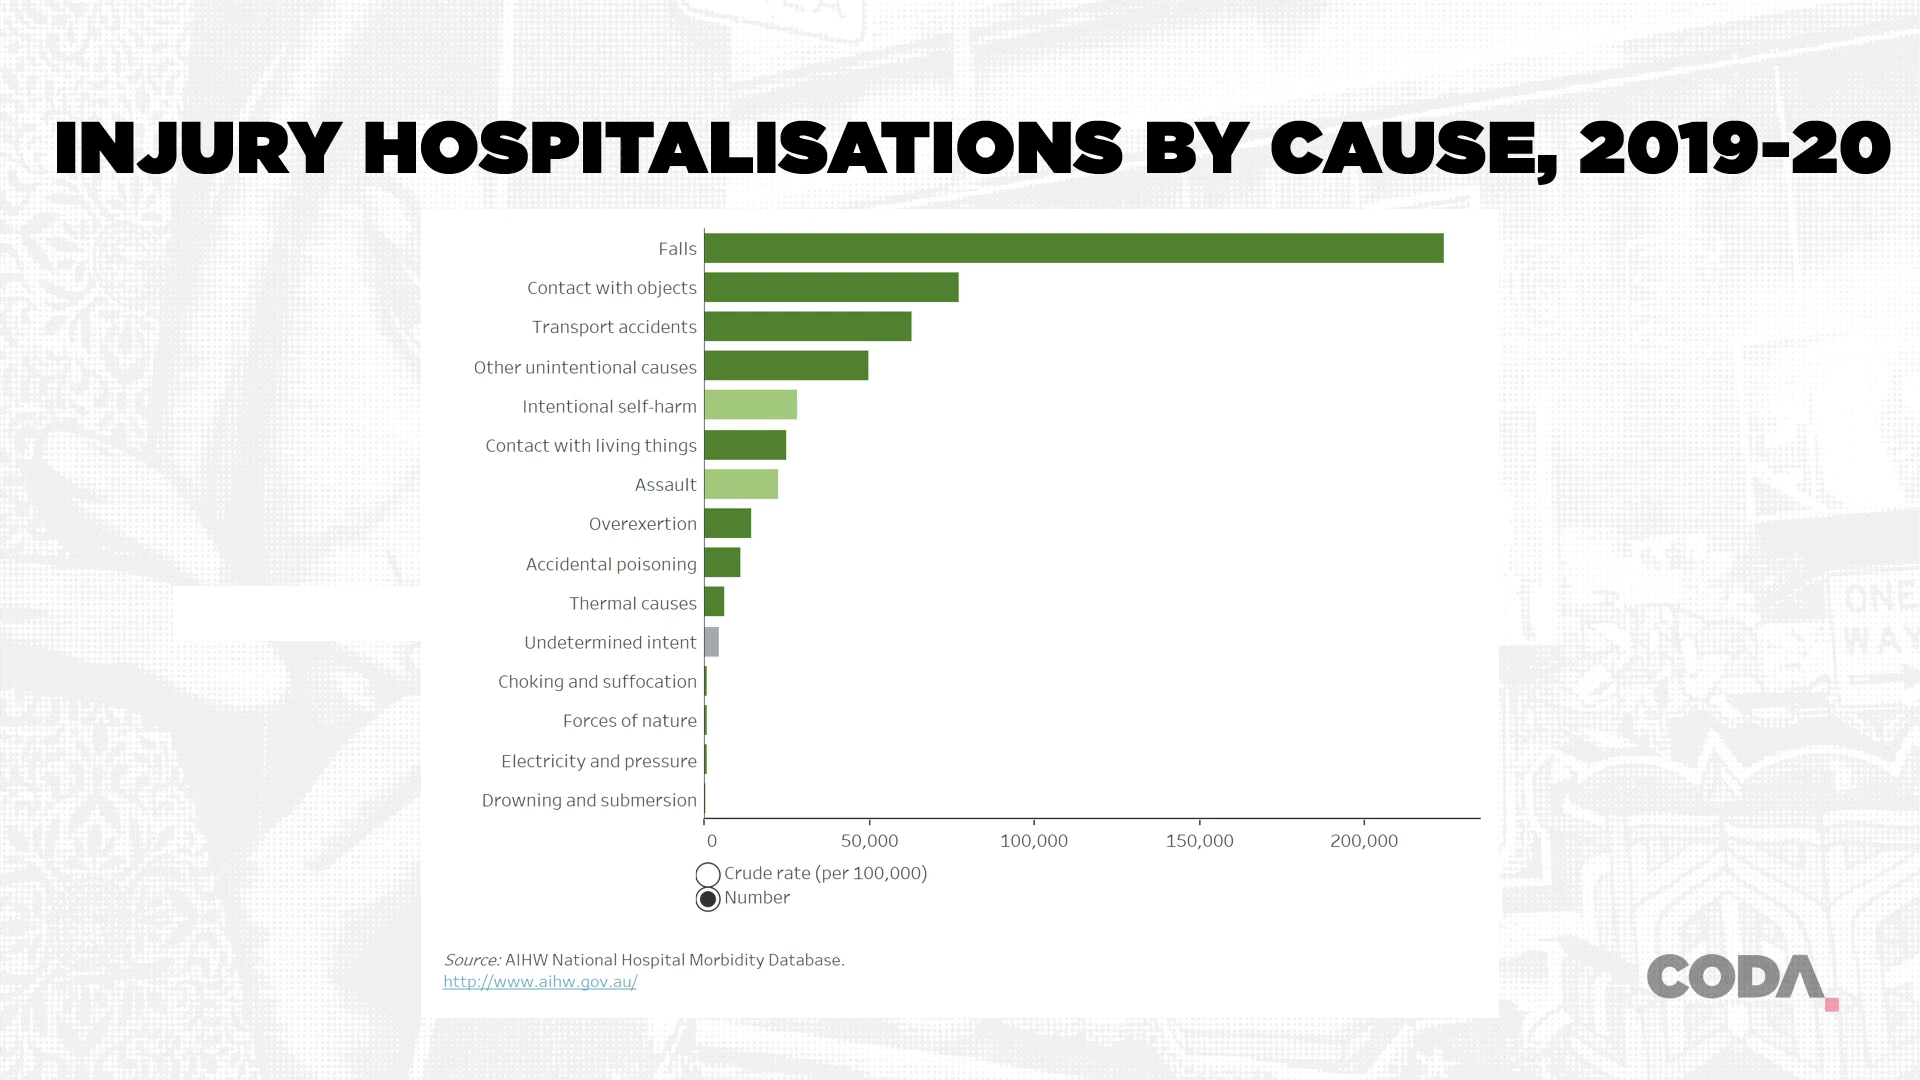 INJURY HOSPITALISATIONS BY CAUSE, 2019-20
Falls
Contact with objects
Transport accidents
Other unintentional causes
Intentional self-harm
Contact with living things
Assault
Overexertion
Accidental poisoning
Thermal causes
Undetermined intent
Choking and suffocation
Forces of nature
Electricity and pressure
Drowning and submersion
0 50,000 100,000 150,000 200,000
Crude rate (per 100,000)
Number
Source: AIHW National Hospital Morbidity Database.
http://www.aihw.gov.au/
ONE
WAY
CODA